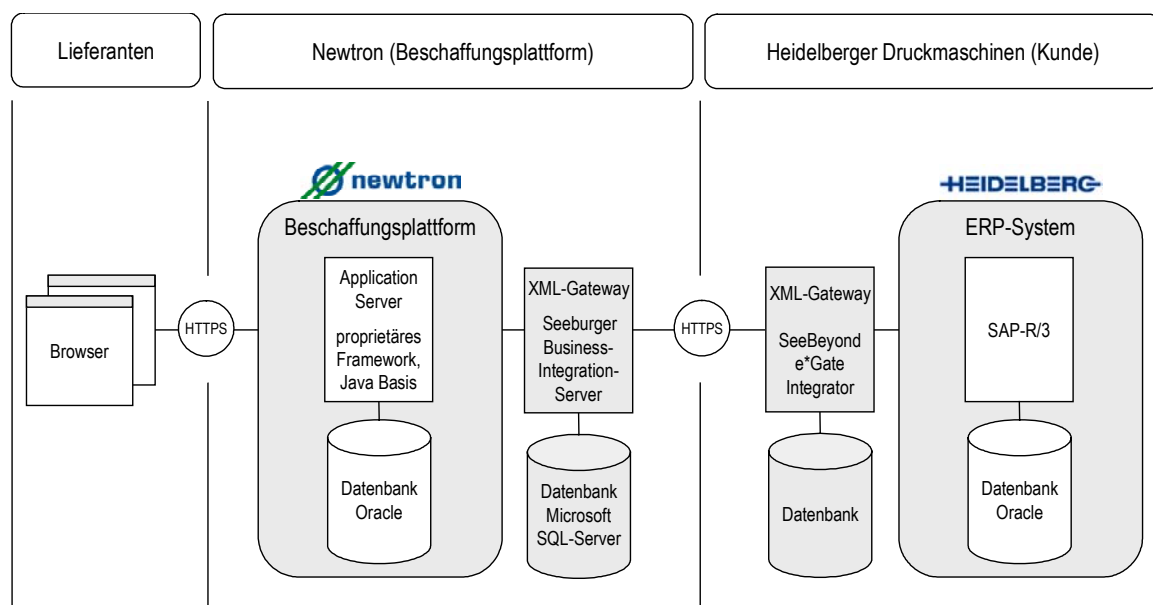 Lieferanten
Newtron (Beschaffungsplattform)
Heidelberger Druckmaschinen (Kunde)
newtron
HEIDELBERG
Beschaffungsplattform
ERP-System
Browser
HTTPS
Application
Server
proprietäres
Framework,
Java Basis
Datenbank
Oracle
XML-Gateway
Seeburger
Business-
Integration-
Server
Datenbank
Microsoft
SQL-Server
HTTPS
XML-Gateway
SeeBeyond
e*Gate
Integrator
Datenbank
SAP-R/3
Datenbank
Oracle